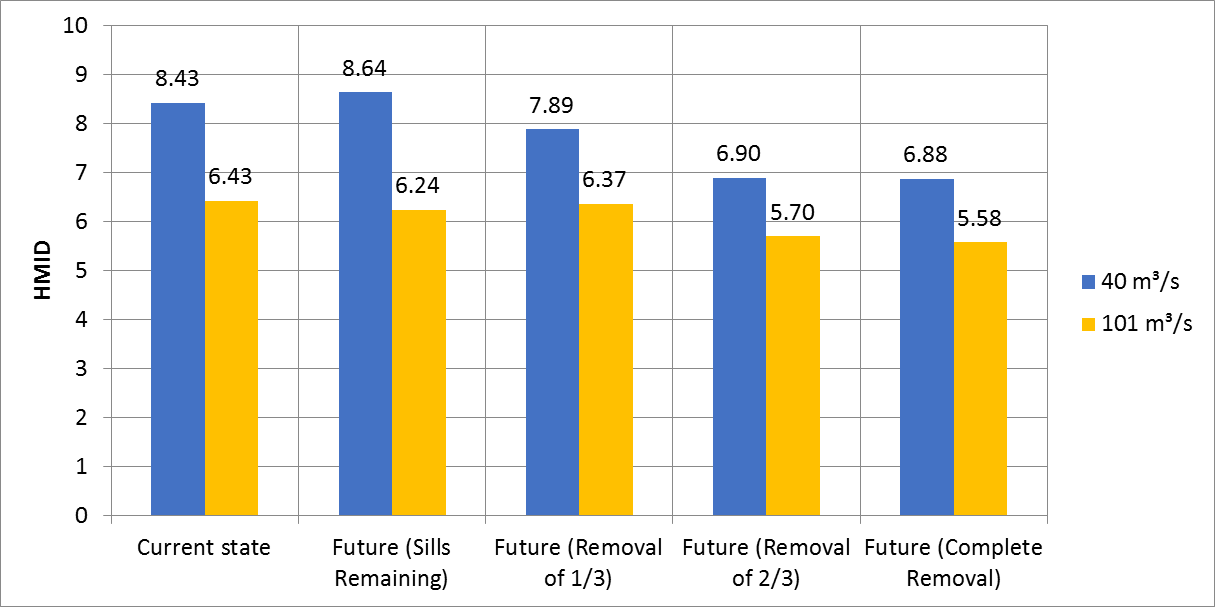 10
9
8
7
6
5
4
3
2
1
0
HMID
8.43
6.43
8.64
6.24
7.89
6.37
6.90
5.70
6.88
5.58
Current state
Future (Sills
Remaining)
Future (Removal
of 1/3)
Future (Removal
of 2/3)
Future (Complete
Removal)
40 m³/s
101 m³/s